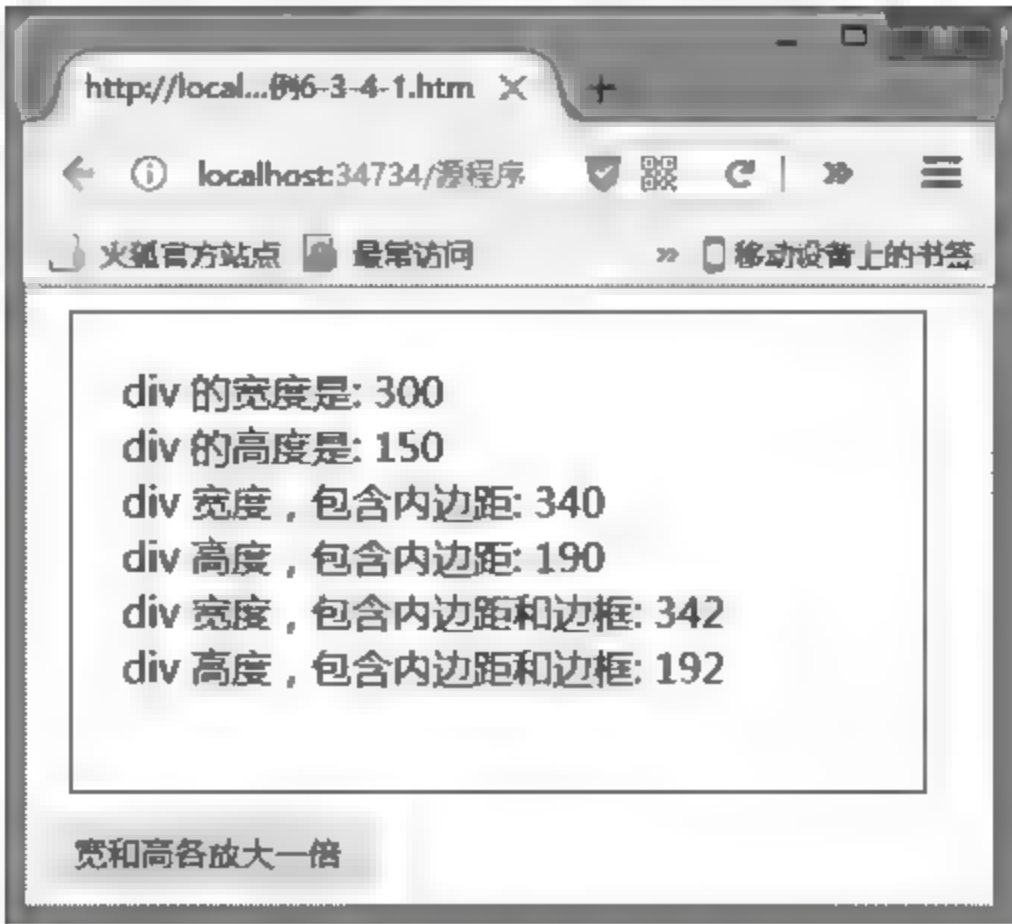 http://local...例6-3-4-1.htm
localhost:34734/源程序
火狐官方站点 最常访问 移动设备上的书签
div 的宽度是: 300
div 的高度是: 150
div 宽度，包含内边距: 340
div 高度，包含内边距: 190
div 宽度，包含内边距和边框: 342
div 高度，包含内边距和边框: 192
宽和高各放大一倍